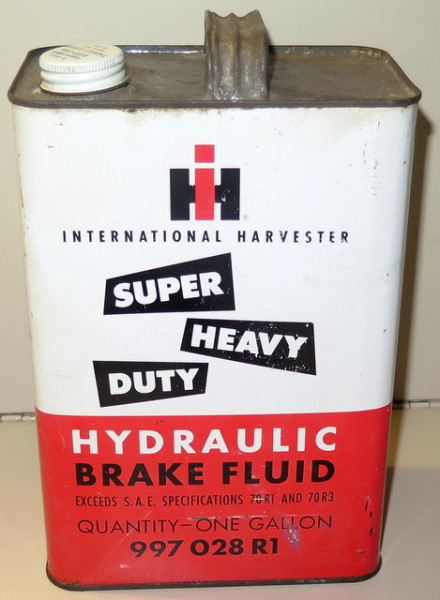 IH
INTERNATIONAL HARVESTER
SUPER
HEAVY
DUTY
HYDRAULIC
BRAKE FLUID
EXCEEDS S.A.E. SPECIFICATIONS 70R1 AND 70R3
QUANTITY—ONE GALLON
997 028 R1